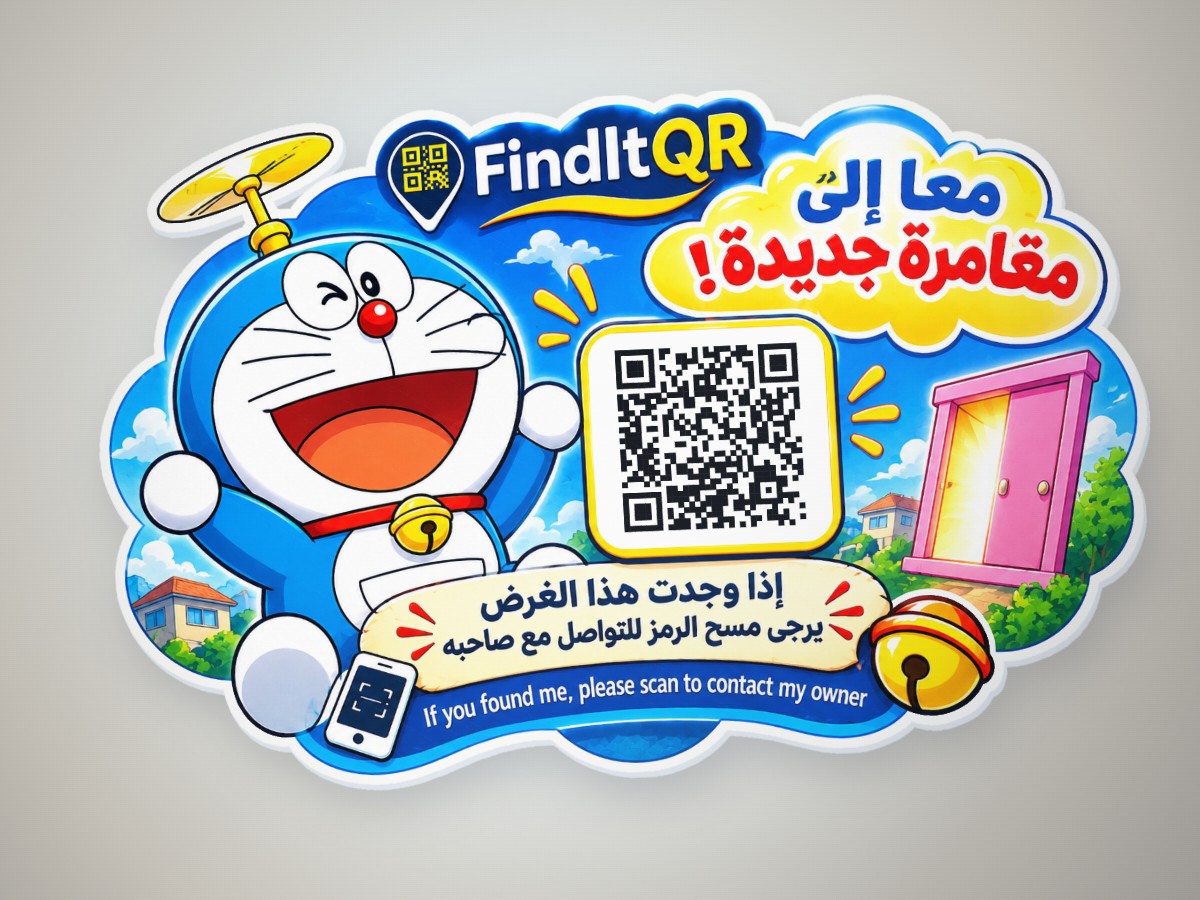 FindItQR
معا إلى
مغامرة جديدة!
إذا وجدت هذا الغرض
يرجى مسح الرمز للتواصل مع صاحبه
If you found me, please scan to contact my owner